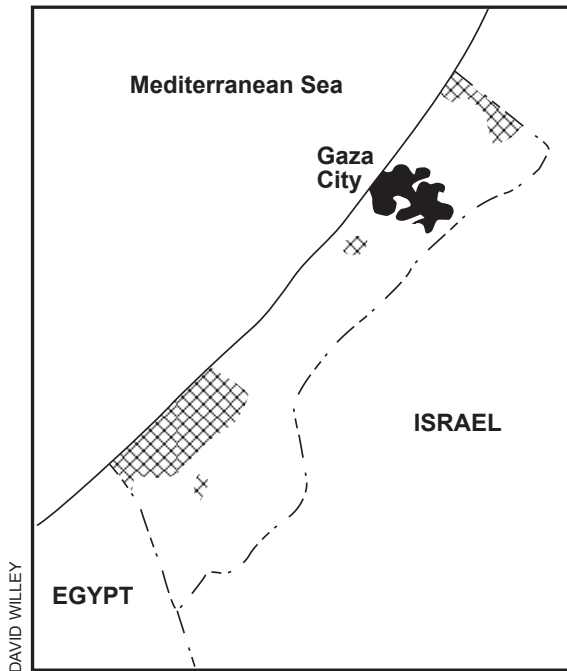 Mediterranean Sea
Gaza
City
ISRAEL
EGYPT
DAVID WILLEY